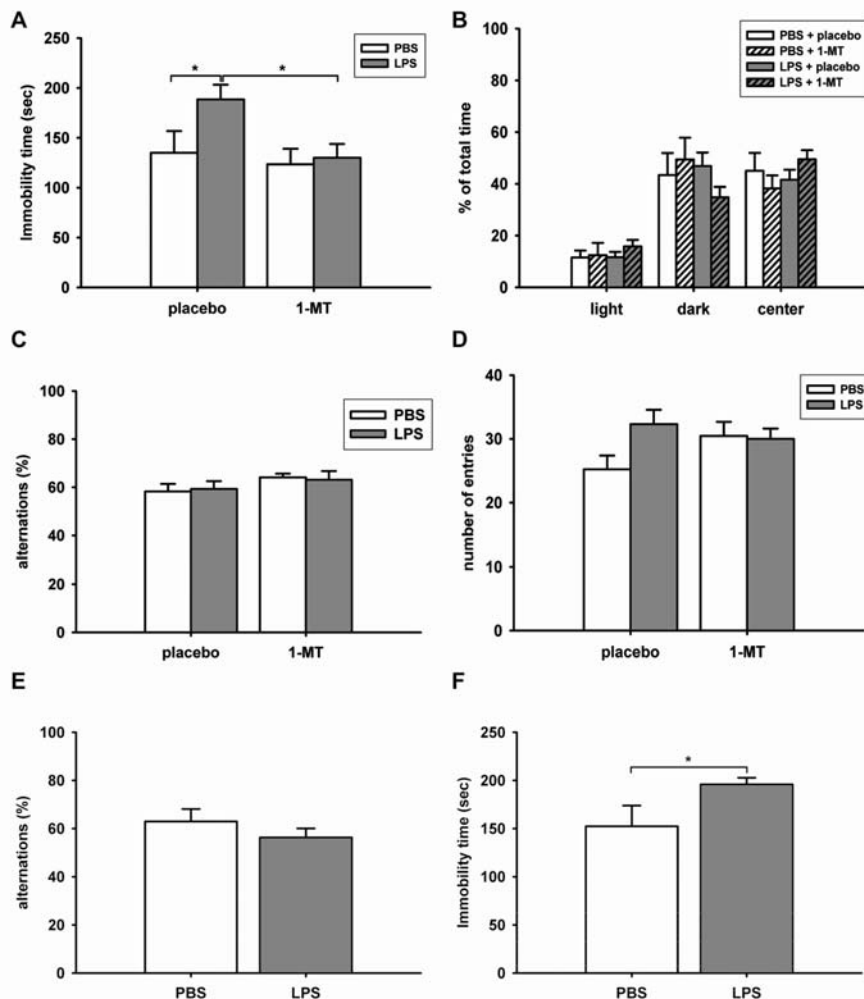 A
Immobility time (sec)
250
200
150
100
50
0
* *
PBS
LPS
placebo 1-MT
B
% of total time
100
80
60
40
20
0
PBS + placebo
PBS + 1-MT
LPS + placebo
LPS + 1-MT
light dark center
C
alternations (%)
100
80
60
40
20
0
PBS
LPS
placebo 1-MT
D
number of entries
40
30
20
10
0
PBS
LPS
placebo 1-MT
E
alternations (%)
100
80
60
40
20
0
PBS LPS
F
Immobility time (sec)
250
200
150
100
50
0
*
PBS LPS